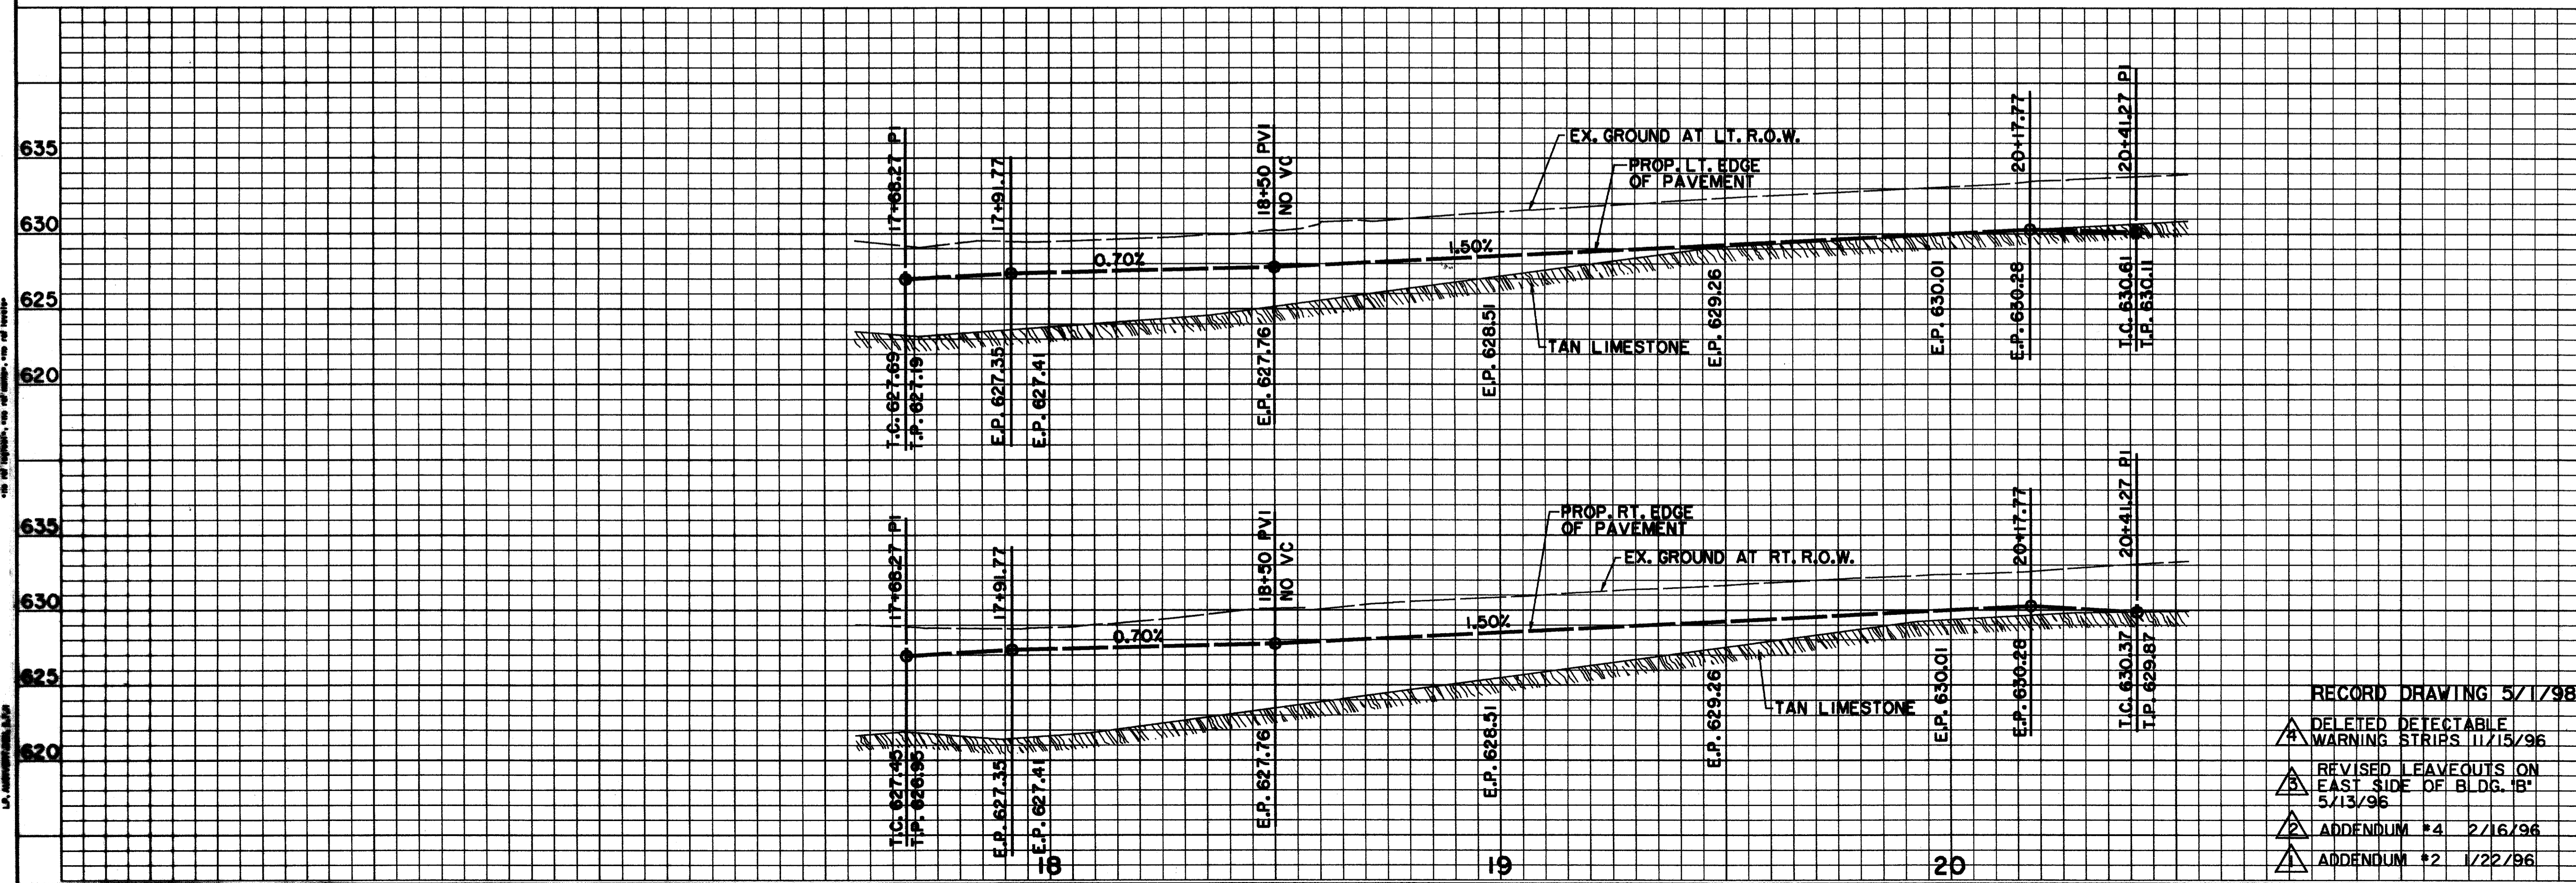 635
630
625
620
17+68.27 PI
17+91.77
18+50 PVI
NO VC
20+17.77
20+41.27 PI
EX. GROUND AT LT. R.O.W.
PROP. LT. EDGE
OF PAVEMENT
0.70%
1.50%
TAN LIMESTONE
T.C. 627.69
T.P. 627.19
E.P. 627.35
E.P. 627.41
E.P. 627.76
E.P. 628.51
E.P. 629.26
E.P. 630.01
E.P. 630.28
T.C. 630.61
T.P. 630.11
635
630
625
620
17+68.27 PI
17+91.77
18+50 PVI
NO VC
20+17.77
20+41.27 PI
PROP. RT. EDGE
OF PAVEMENT
EX. GROUND AT RT. R.O.W.
0.70%
1.50%
TAN LIMESTONE
T.C. 627.45
T.P. 626.95
E.P. 627.35
E.P. 627.41
E.P. 627.76
E.P. 628.51
E.P. 629.26
E.P. 630.01
E.P. 630.28
T.C. 630.37
T.P. 629.87
18
19
20
RECORD DRAWING 5/1/98
4 DELETED DETECTABLE
WARNING STRIPS 11/15/96
3 REVISED LEAVEOUTS ON
EAST SIDE OF BLDG. "B"
5/13/96
2 ADDENDUM #4 2/16/96
1 ADDENDUM #2 1/22/96